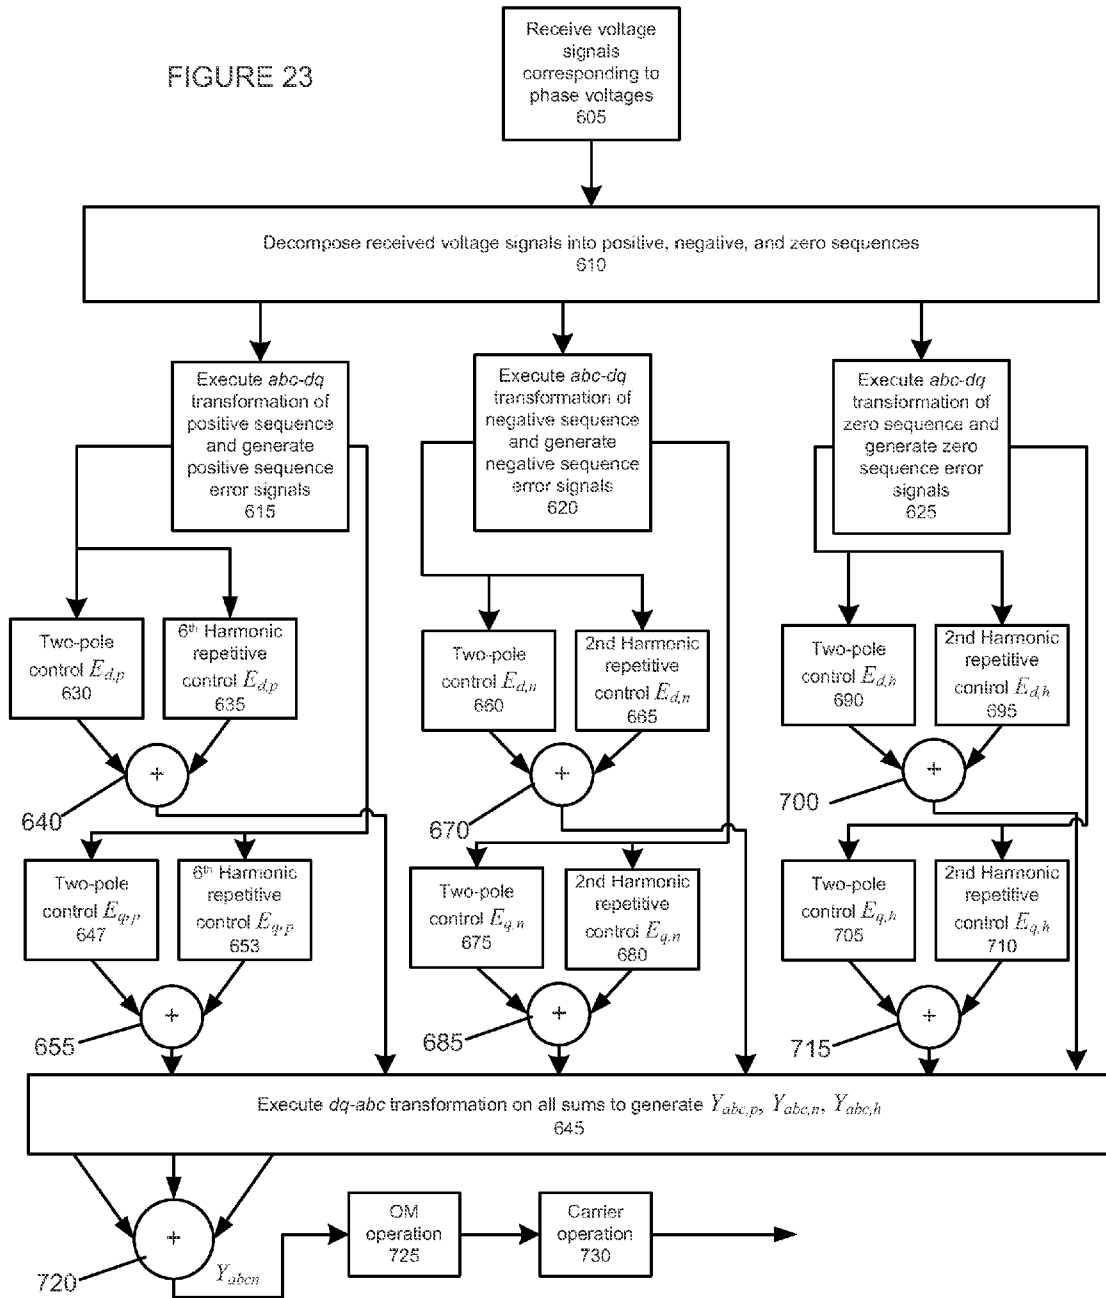 FIGURE 23
Receive voltage
signals
corresponding to
phase voltages
605
Decompose received voltage signals into positive, negative, and zero sequences
610
Execute abc-dq
transformation of
positive sequence
and generate
positive sequence
error signals
615
Execute abc-dq
transformation of
negative sequence
and generate
negative sequence
error signals
620
Execute abc-dq
transformation of
zero sequence and
generate zero
sequence error
signals
625
Two-pole
control E_{d,p}
630
6th Harmonic
repetitive
control E_{d,p}
635
Two-pole
control E_{d,n}
660
2nd Harmonic
repetitive
control E_{d,n}
665
Two-pole
control E_{d,h}
690
2nd Harmonic
repetitive
control E_{d,h}
695
+
640
+
670
+
700
Two-pole
control E_{q,p}
647
6th Harmonic
repetitive
control E_{q,p}
653
Two-pole
control E_{q,n}
675
2nd Harmonic
repetitive
control E_{q,n}
680
Two-pole
control E_{q,h}
705
2nd Harmonic
repetitive
control E_{q,h}
710
+
655
+
685
+
715
Execute dq-abc transformation on all sums to generate Y_{abc,p}, Y_{abc,n}, Y_{abc,h}
645
+
720
Y_{abcn}
OM
operation
725
Carrier
operation
730